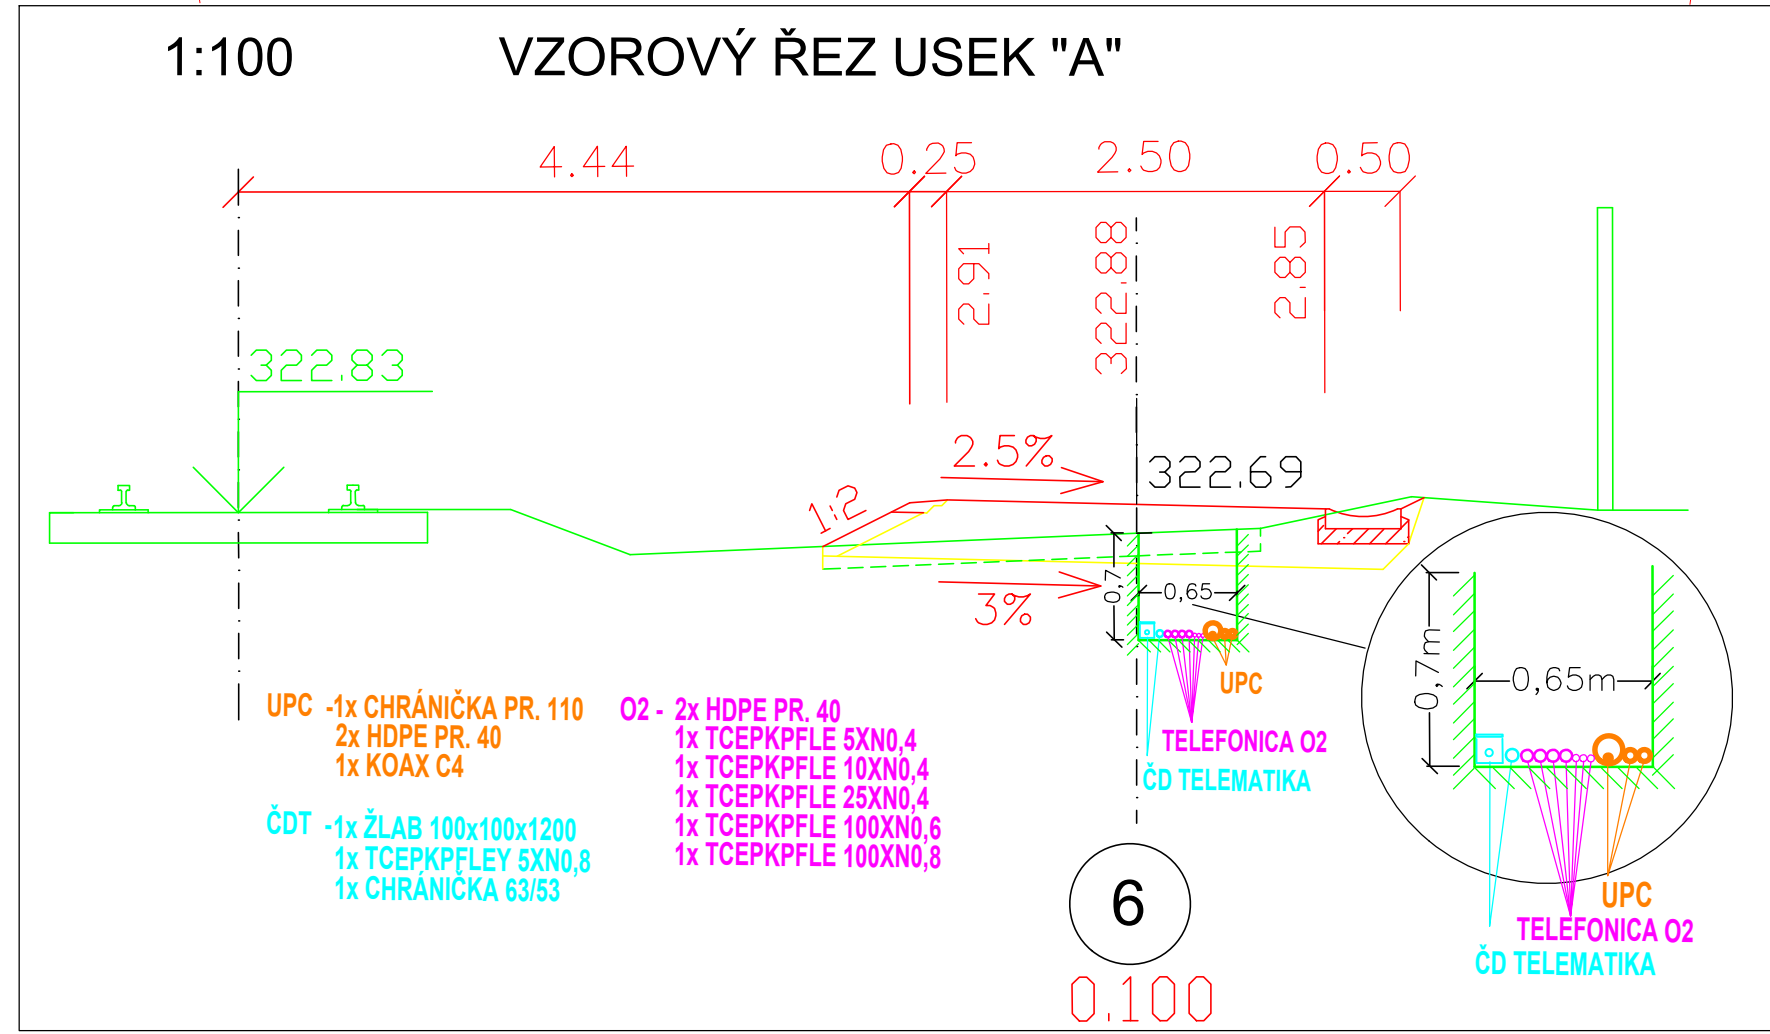 1:100
VZOROVÝ ŘEZ USEK "A"
4.44
0.25
2.50
0.50
2.91
322.88
2.85
322.83
2.5%
322.69
1:2
0,7
0,65
3%
UPC
TELEFONICA O2
ČD TELEMATIKA
0,7m
0,65m
UPC
TELEFONICA O2
ČD TELEMATIKA
UPC -1x CHRÁNIČKA PR. 110
2x HDPE PR. 40
1x KOAX C4
ČDT -1x ŽLAB 100x100x1200
1x TCEPKPFLEY 5XN0,8
1x CHRÁNIČKA 63/53
O2 - 2x HDPE PR. 40
1x TCEPKPFLE 5XN0,4
1x TCEPKPFLE 10XN0,4
1x TCEPKPFLE 25XN0,4
1x TCEPKPFLE 100XN0,6
1x TCEPKPFLE 100XN0,8
6
0.100